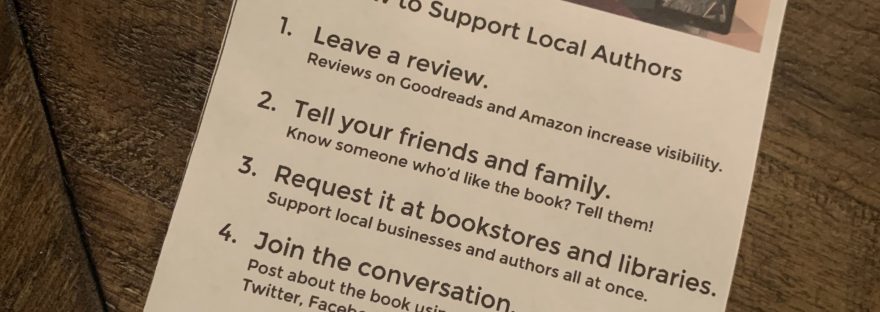 to Support Local Authors
1. Leave a review.
Reviews on Goodreads and Amazon increase visibility.
2. Tell your friends and family.
Know someone who'd like the book? Tell them!
3. Request it at bookstores and libraries.
Support local businesses and authors all at once.
4. Join the conversation.
Post about the book
Twitter,